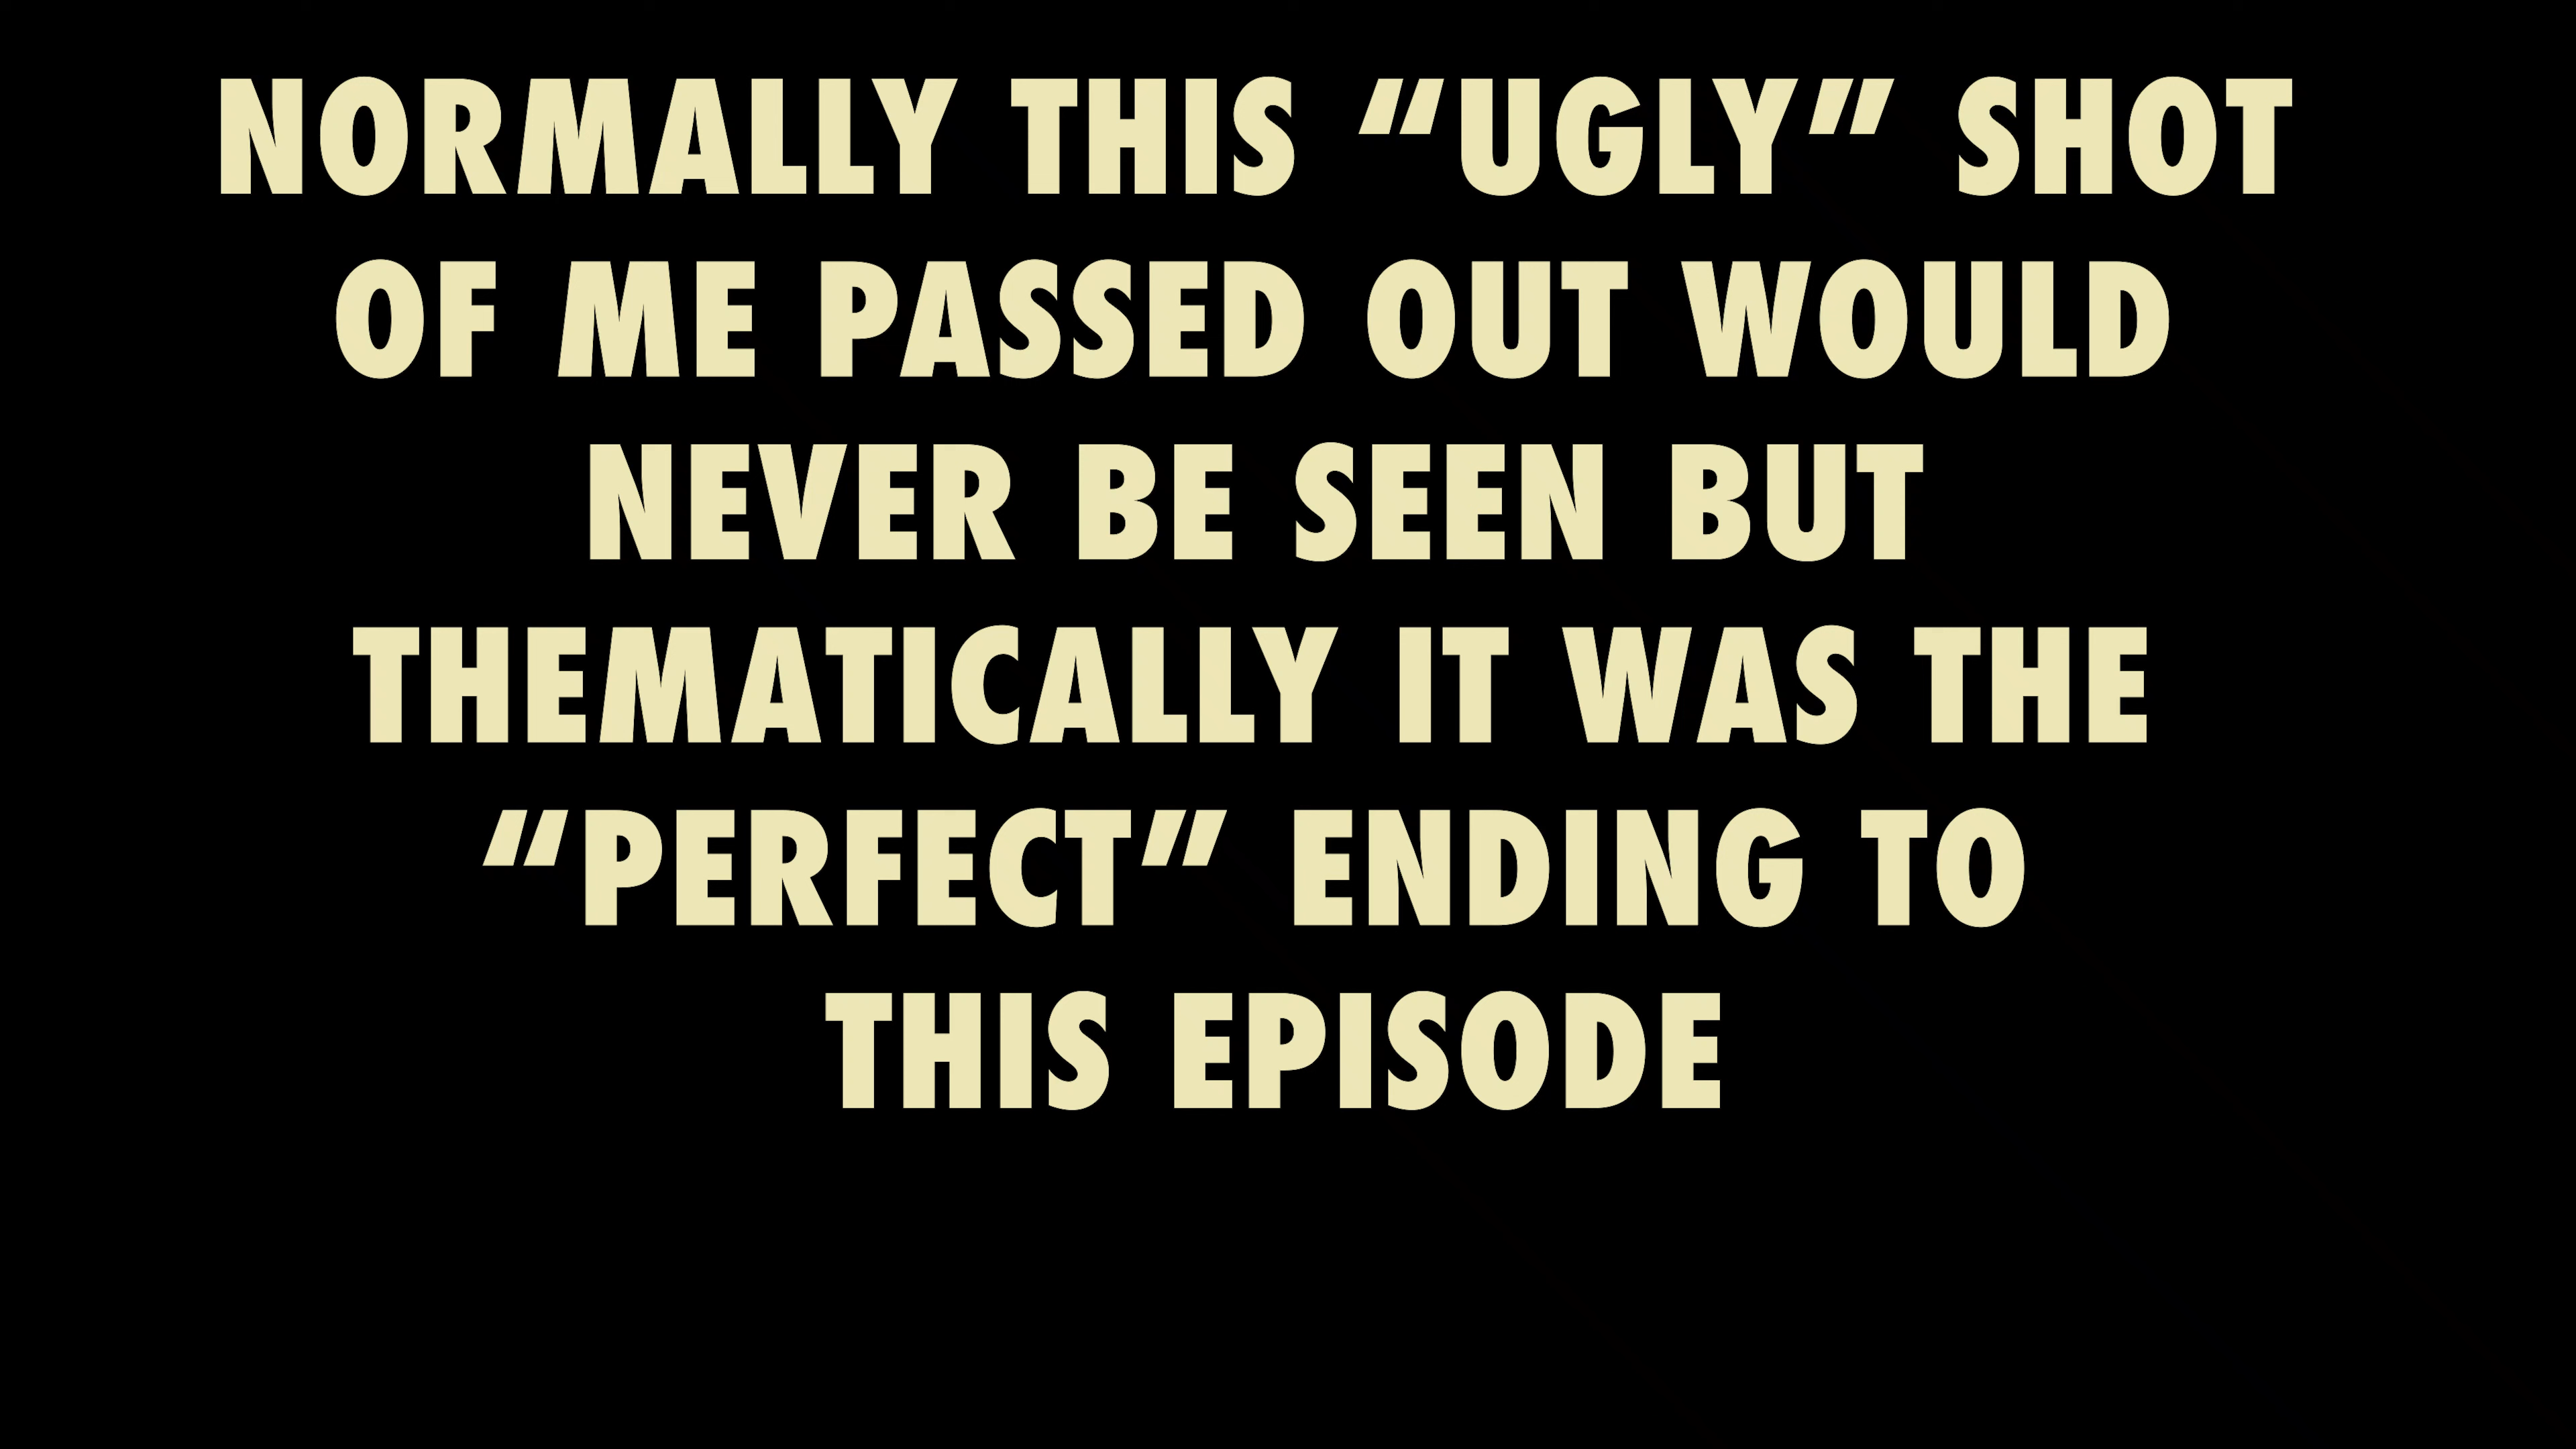 NORMALLY THIS “UGLY” SHOT
OF ME PASSED OUT WOULD
NEVER BE SEEN BUT
THEMATICALLY IT WAS THE
“PERFECT” ENDING TO
THIS EPISODE